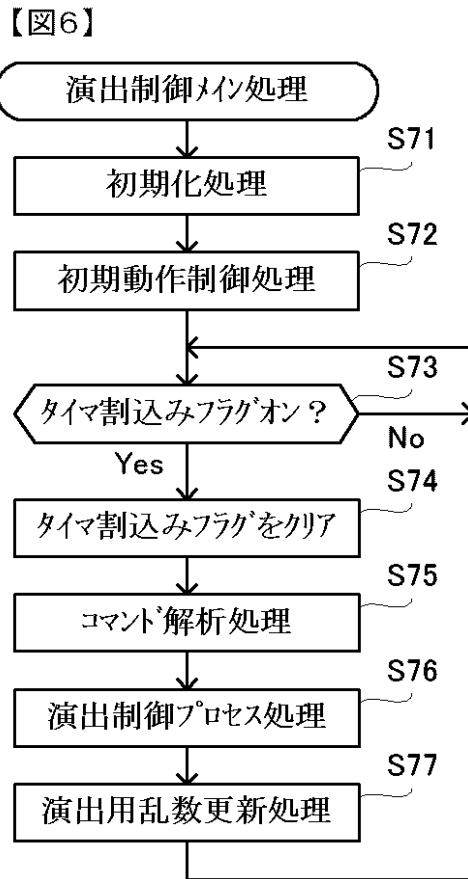 【図6】
演出制御メイン処理
S71
初期化処理
S72
初期動作制御処理
S73
タイマ割込みフラグオン?
No
Yes
S74
タイマ割込みフラグをクリア
S75
コマンド解析処理
S76
演出制御プロセス処理
S77
演出用乱数更新処理